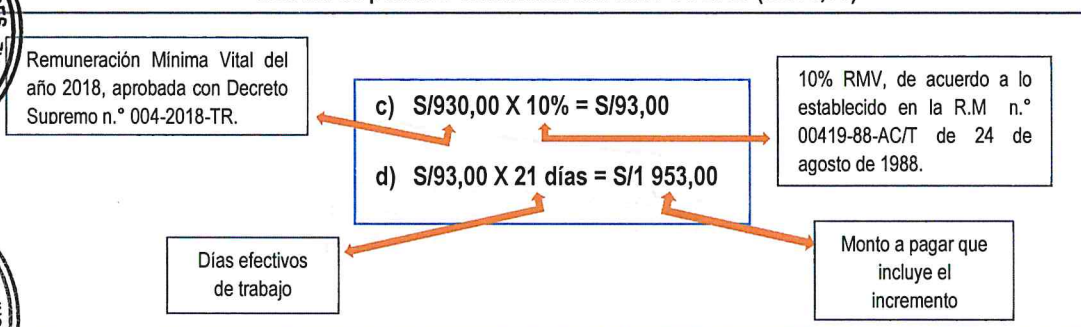 Remuneración Mínima Vital del
año 2018, aprobada con Decreto
Supremo n.° 004-2018-TR.
c) S/930,00 X 10% = S/93,00
d) S/93,00 X 21 días = S/1 953,00
10% RMV, de acuerdo a lo
establecido en la R.M n.°
00419-88-AC/T de 24 de
agosto de 1988.
Días efectivos
de trabajo
Monto a pagar que
incluye el
incremento